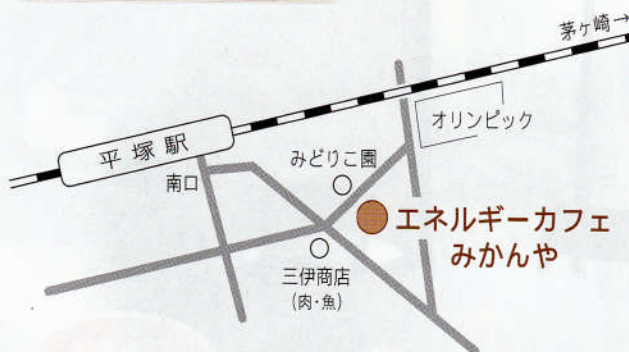 茅ヶ崎→
オリンピック
平塚駅
みどりこ園
南口
エネルギーカフェ
みかんや
三伊商店
(肉・魚)